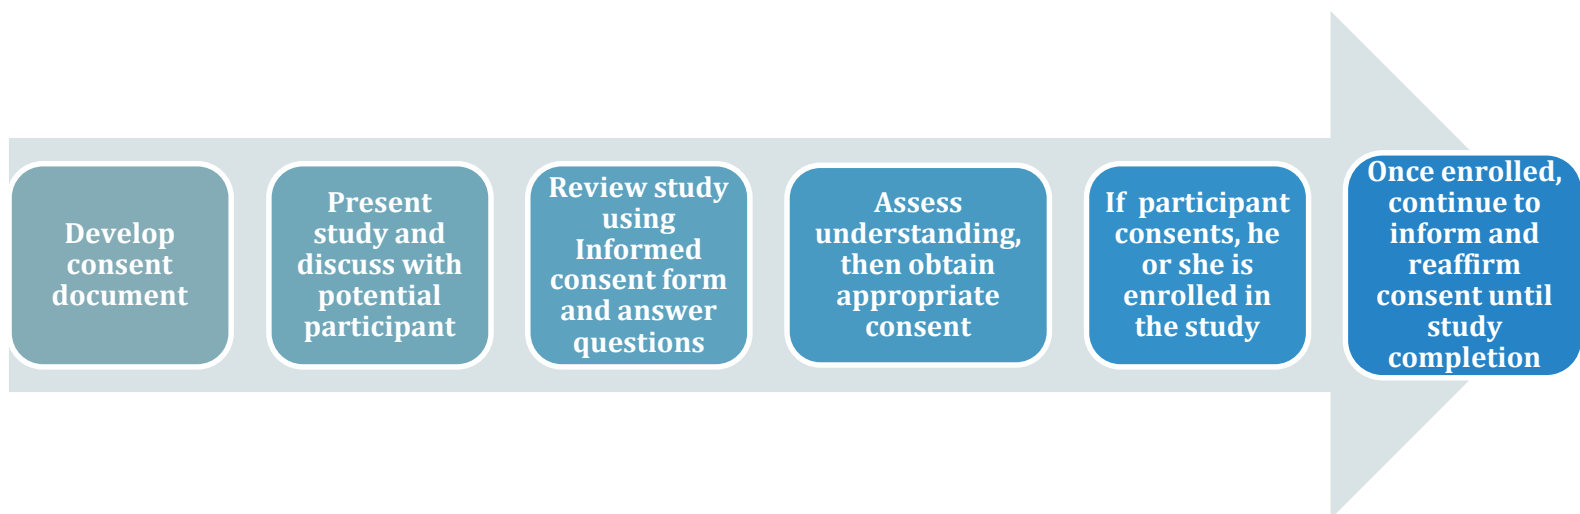 Develop
consent
document
Present
study and
discuss with
potential
participant
Review study
using
Informed
consent form
and answer
questions
Assess
understanding,
then obtain
appropriate
consent
If  participant
consents, he
or she is
enrolled in
the study
Once enrolled,
continue to
inform and
reaffirm
consent until
study
completion